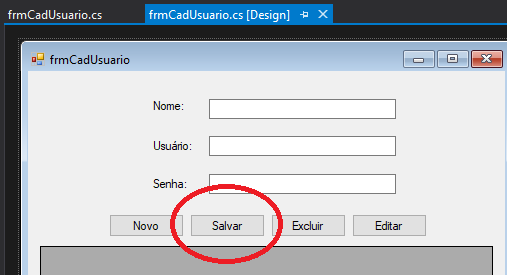 frmCadUsuario.cs frmCadUsuario.cs [Design]
frmCadUsuario
Nome:
Usuário:
Senha:
Novo Salvar Excluir Editar